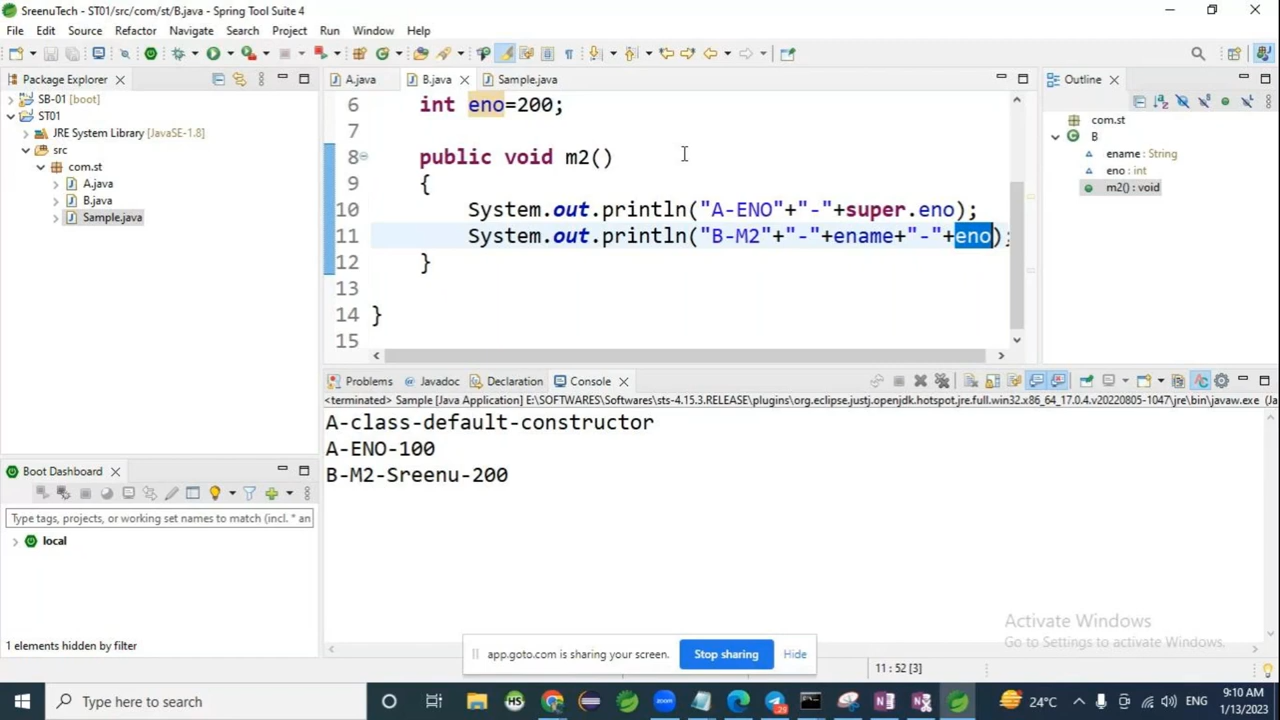 SreenuTech - ST01/src/com/st/B.java - Spring Tool Suite 4
File Edit Source Refactor Navigate Search Project Run Window Help
Package Explorer
SB-01 [boot]
ST01
JRE System Library [JavaSE-1.8]
src
com.st
A.java
B.java
Sample.java
A.java B.java Sample.java
6 int eno=200;
7
8 public void m2()
9 {
10 System.out.println("A-ENO"+"-"+super.eno);
11 System.out.println("B-M2"+"-"+ename+"-"+eno);
12 }
13
14 }
15
Outline
com.st
B
ename : String
eno : int
m2() : void
Problems Javadoc Declaration Console
<terminated> Sample [Java Application] E:\SOFTWARES\Softwares\sts-4.15.3.RELEASE\plugins\org.eclipse.justj.openjdk.hotspot.jre.full.win32.x86_64_17.0.4.v20220805-1047\jre\bin\javaw.exe (Ja
A-class-default-constructor
A-ENO-100
B-M2-Sreenu-200
Boot Dashboard
Type tags, projects, or working set names to match (incl. * an
local
1 elements hidden by filter
Activate Windows
Go to Settings to activate Windows.
app.goto.com is sharing your screen. Stop sharing Hide
11 : 52 [3]
Type here to search
24°C ENG
9:10 AM
1/13/2023